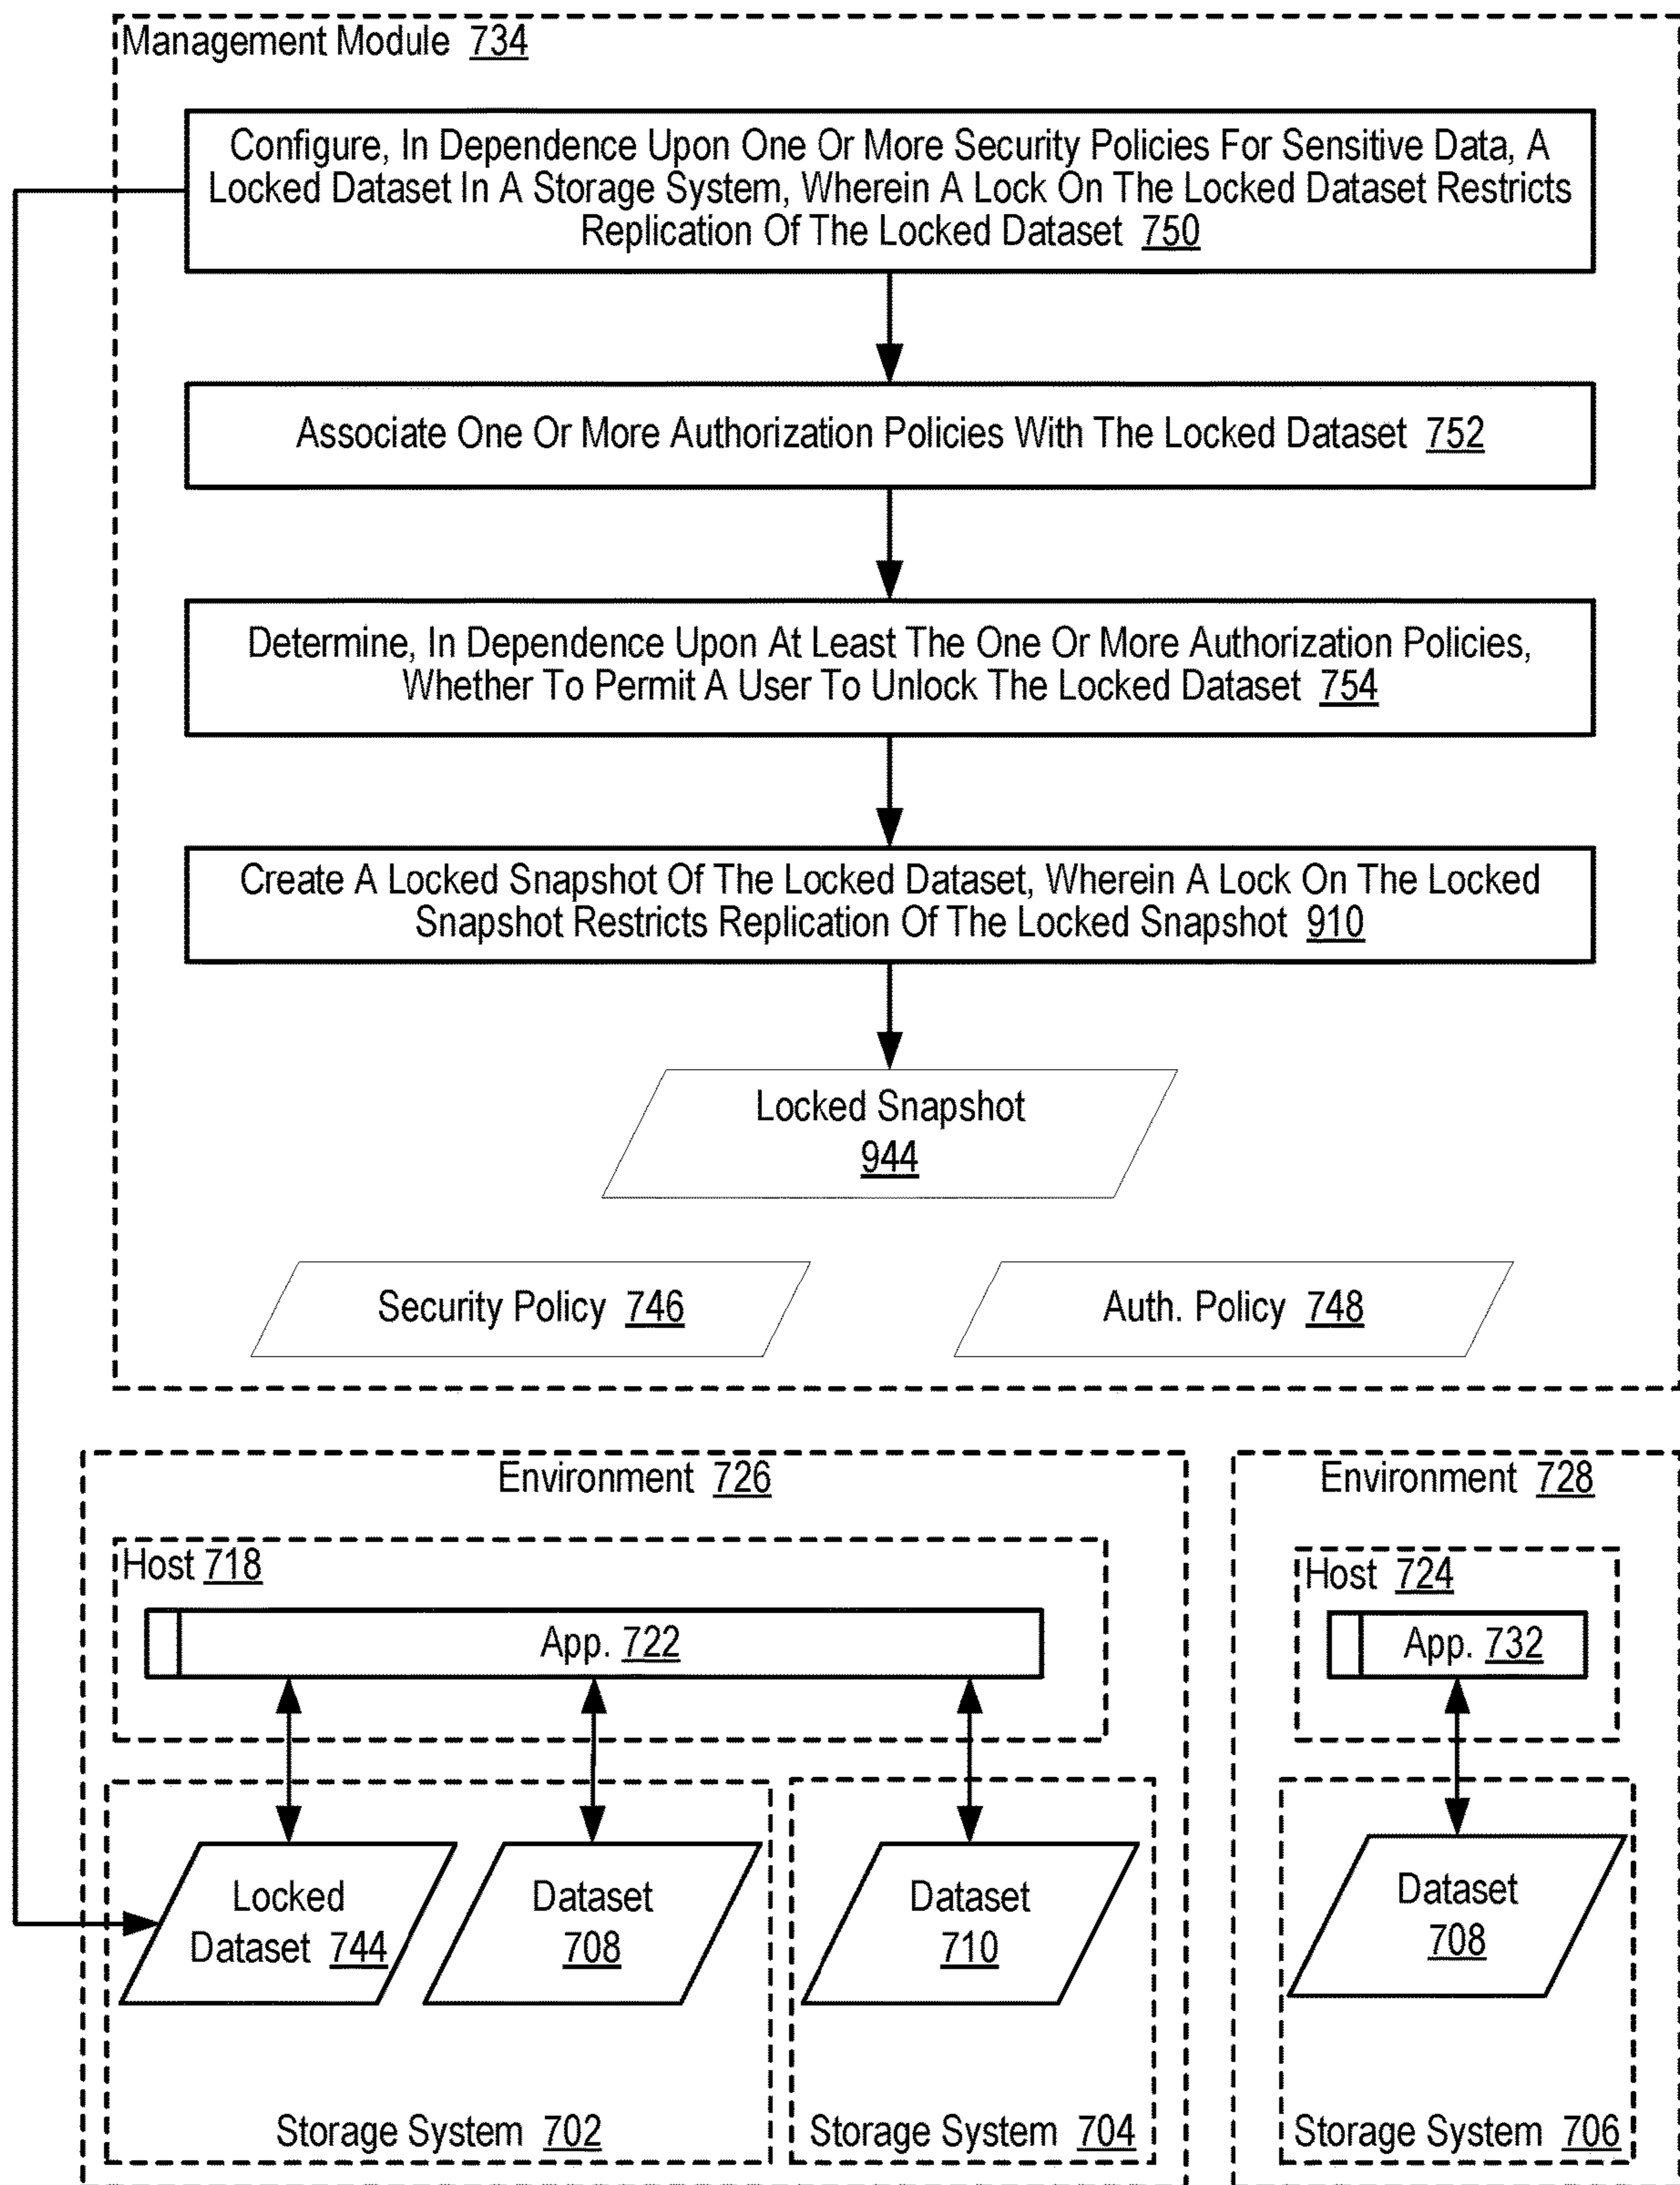 Management Module 734
Configure, In Dependence Upon One Or More Security Policies For Sensitive Data, A
Locked Dataset In A Storage System, Wherein A Lock On The Locked Dataset Restricts
Replication Of The Locked Dataset 750
Associate One Or More Authorization Policies With The Locked Dataset 752
Determine, In Dependence Upon At Least The One Or More Authorization Policies,
Whether To Permit A User To Unlock The Locked Dataset 754
Create A Locked Snapshot Of The Locked Dataset, Wherein A Lock On The Locked
Snapshot Restricts Replication Of The Locked Snapshot 910
Locked Snapshot
944
Security Policy 746
Auth. Policy 748
Environment 726
Host 718
App. 722
Locked
Dataset 744
Dataset
708
Dataset
710
Storage System 702
Storage System 704
Environment 728
Host 724
App. 732
Dataset
708
Storage System 706